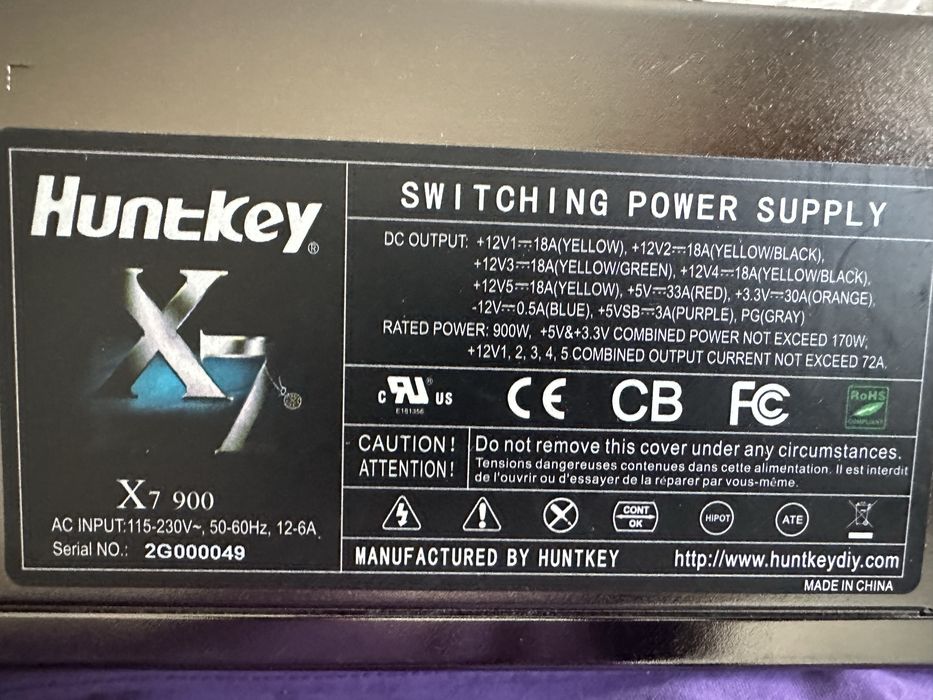 Huntkey®
X7
X7 900
AC INPUT:115-230V~, 50-60Hz, 12-6A.
Serial NO.: 2G000049
SWITCHING POWER SUPPLY
DC OUTPUT: +12V1⎓18A(YELLOW), +12V2⎓18A(YELLOW/BLACK),
+12V3⎓18A(YELLOW/GREEN), +12V4⎓18A(YELLOW/BLACK),
+12V5⎓18A(YELLOW), +5V⎓33A(RED), +3.3V⎓30A(ORANGE),
-12V⎓0.5A(BLUE), +5VSB⎓3A(PURPLE), PG(GRAY)
RATED POWER: 900W, +5V&+3.3V COMBINED POWER NOT EXCEED 170W;
+12V1, 2, 3, 4, 5 COMBINED OUTPUT CURRENT NOT EXCEED 72A.
c RU® US
E181356
CE
CB
FC
RoHS
COMPLIANT
CAUTION!
ATTENTION!
Do not remove this cover under any circumstances.
Tensions dangereuses contenues dans cette alimentation. Il est interdit
de l'ouvrir ou d'essayer de la réparer par vous-même.
CONT
OK
HIPOT
ATE
MANUFACTURED BY HUNTKEY
http://www.huntkeydiy.com
MADE IN CHINA